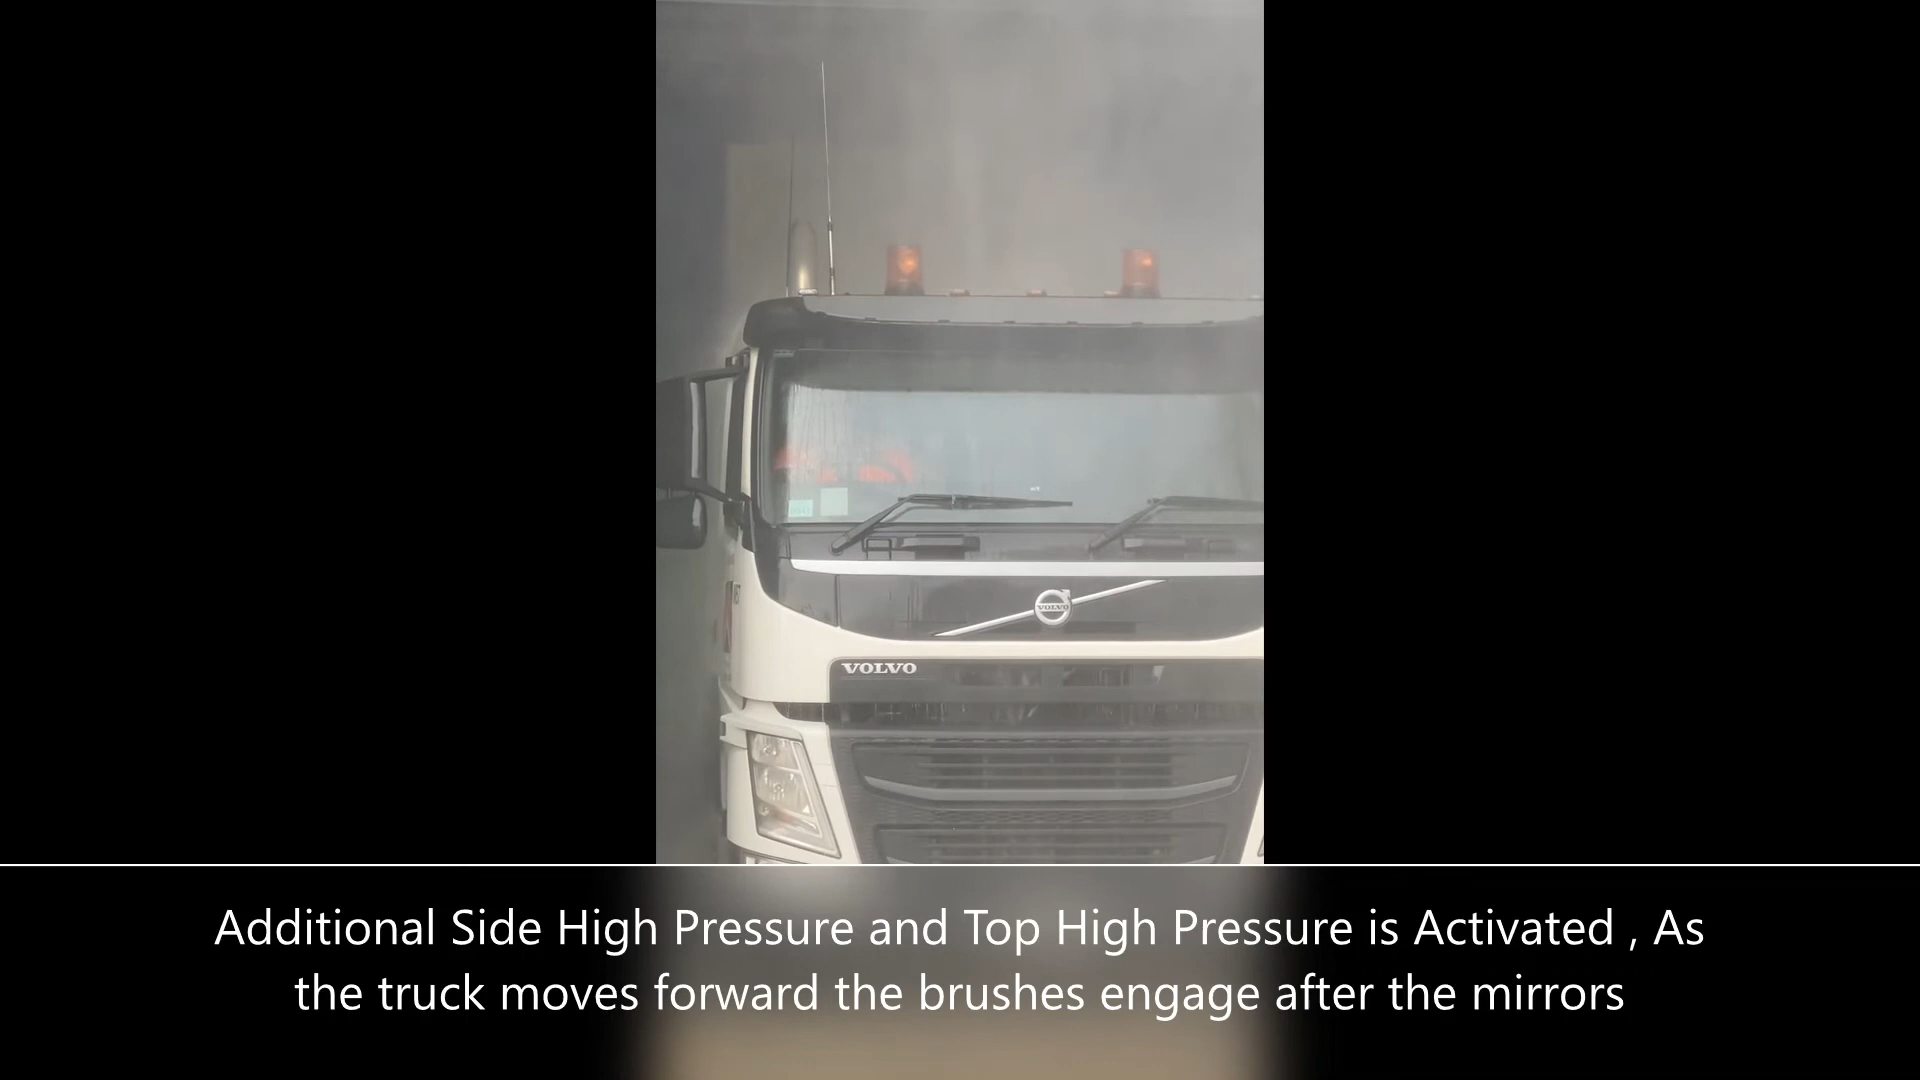 VOLVO
VOLVO
Additional Side High Pressure and Top High Pressure is Activated , As
the truck moves forward the brushes engage after the mirrors